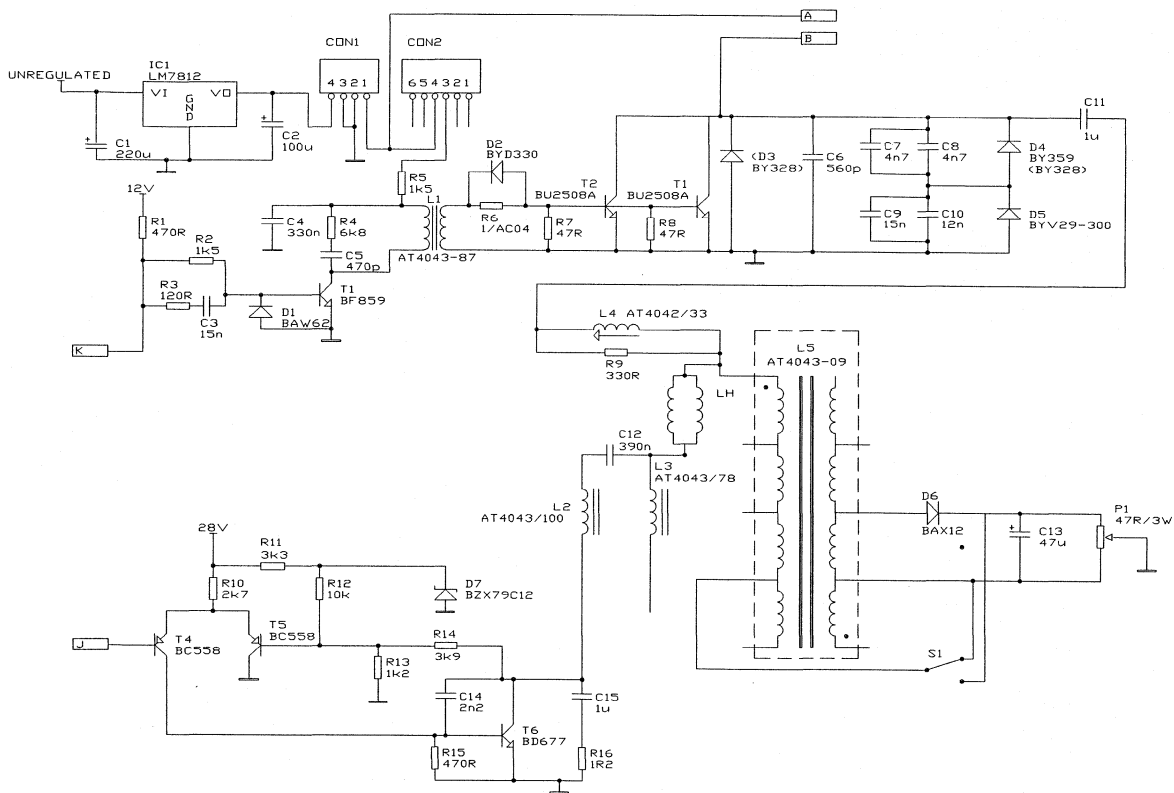 A
B
CON1
CON2
4321
654321
IC1
LM7812
UNREGULATED
VI
VO
GND
C1
220u
C2
100u
12V
R1
470R
R2
1k5
R3
120R
C3
15n
K
D1
BAW62
T1
BF859
C4
330n
R4
6k8
C5
470p
R5
1k5
L1
AT4043-87
D2
BYD330
R6
1/AC04
R7
47R
T2
BU2508A
T1
BU2508A
R8
47R
(D3
BY328)
C6
560p
C7
4n7
C8
4n7
C9
15n
C10
12n
D4
BY359
(BY328)
D5
BYV29-300
C11
1u
L4 AT4042/33
R9
330R
LH
L5
AT4043-09
C12
390n
L3
AT4043/78
L2
AT4043/100
D6
BAX12
C13
47u
P1
47R/3W
S1
28V
R11
3k3
R10
2k7
R12
10k
D7
BZX79C12
J
T4
BC558
T5
BC558
R13
1k2
R14
3k9
C14
2n2
T6
BD677
C15
1u
R15
470R
R16
1R2